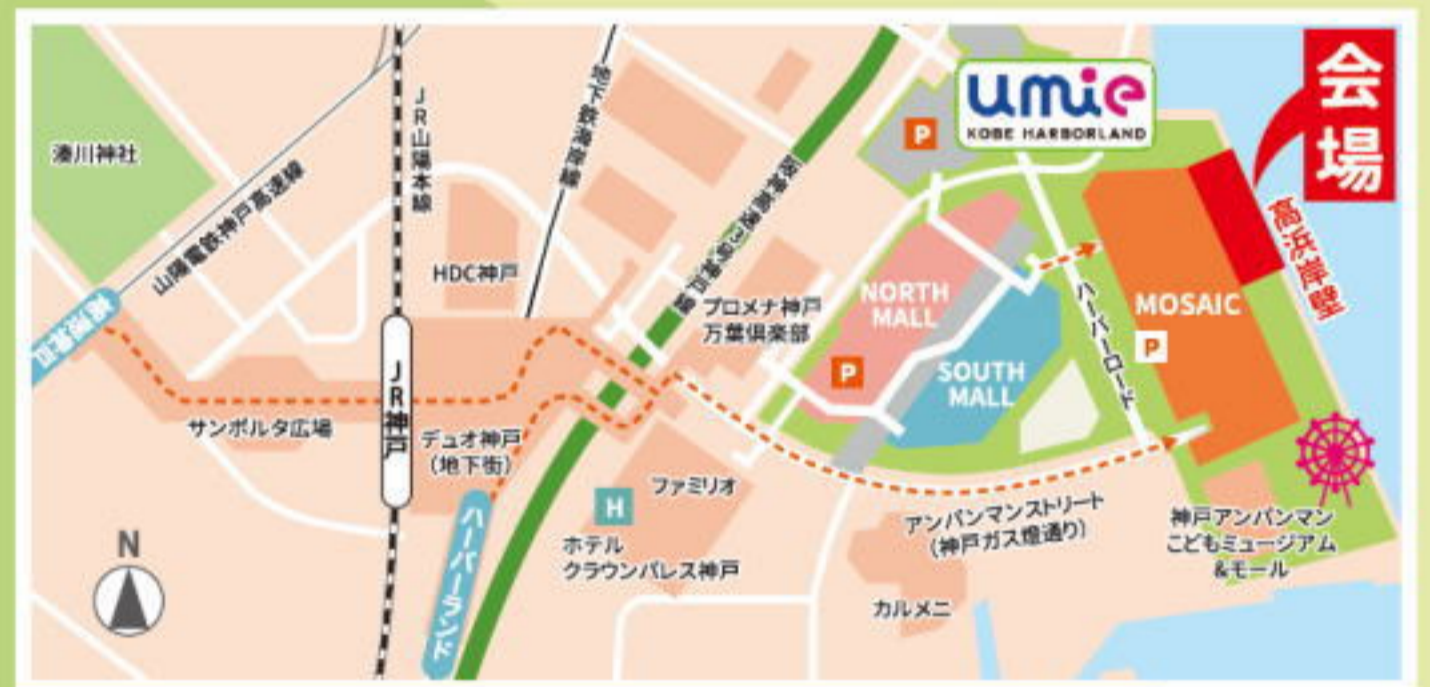 会場
umie
KOBE HARBORLAND
P
湊川神社
JR山陽本線
地下鉄海岸線
阪神高速3号神戸線
山陽電鉄神戸高速線
高浜岸壁
HDC神戸
プロメナ神戸
万葉倶楽部
NORTH
MALL
MOSAIC
P
ハーバーロード
P
SOUTH
MALL
高速神戸
JR神戸
サンポルタ広場
デュオ神戸
(地下街)
ファミリオ
H
ホテル
クラウンパレス神戸
ハーバーランド
アンパンマンストリート
(神戸ガス燈通り)
神戸アンパンマン
こどもミュージアム
&モール
カルメニ
N